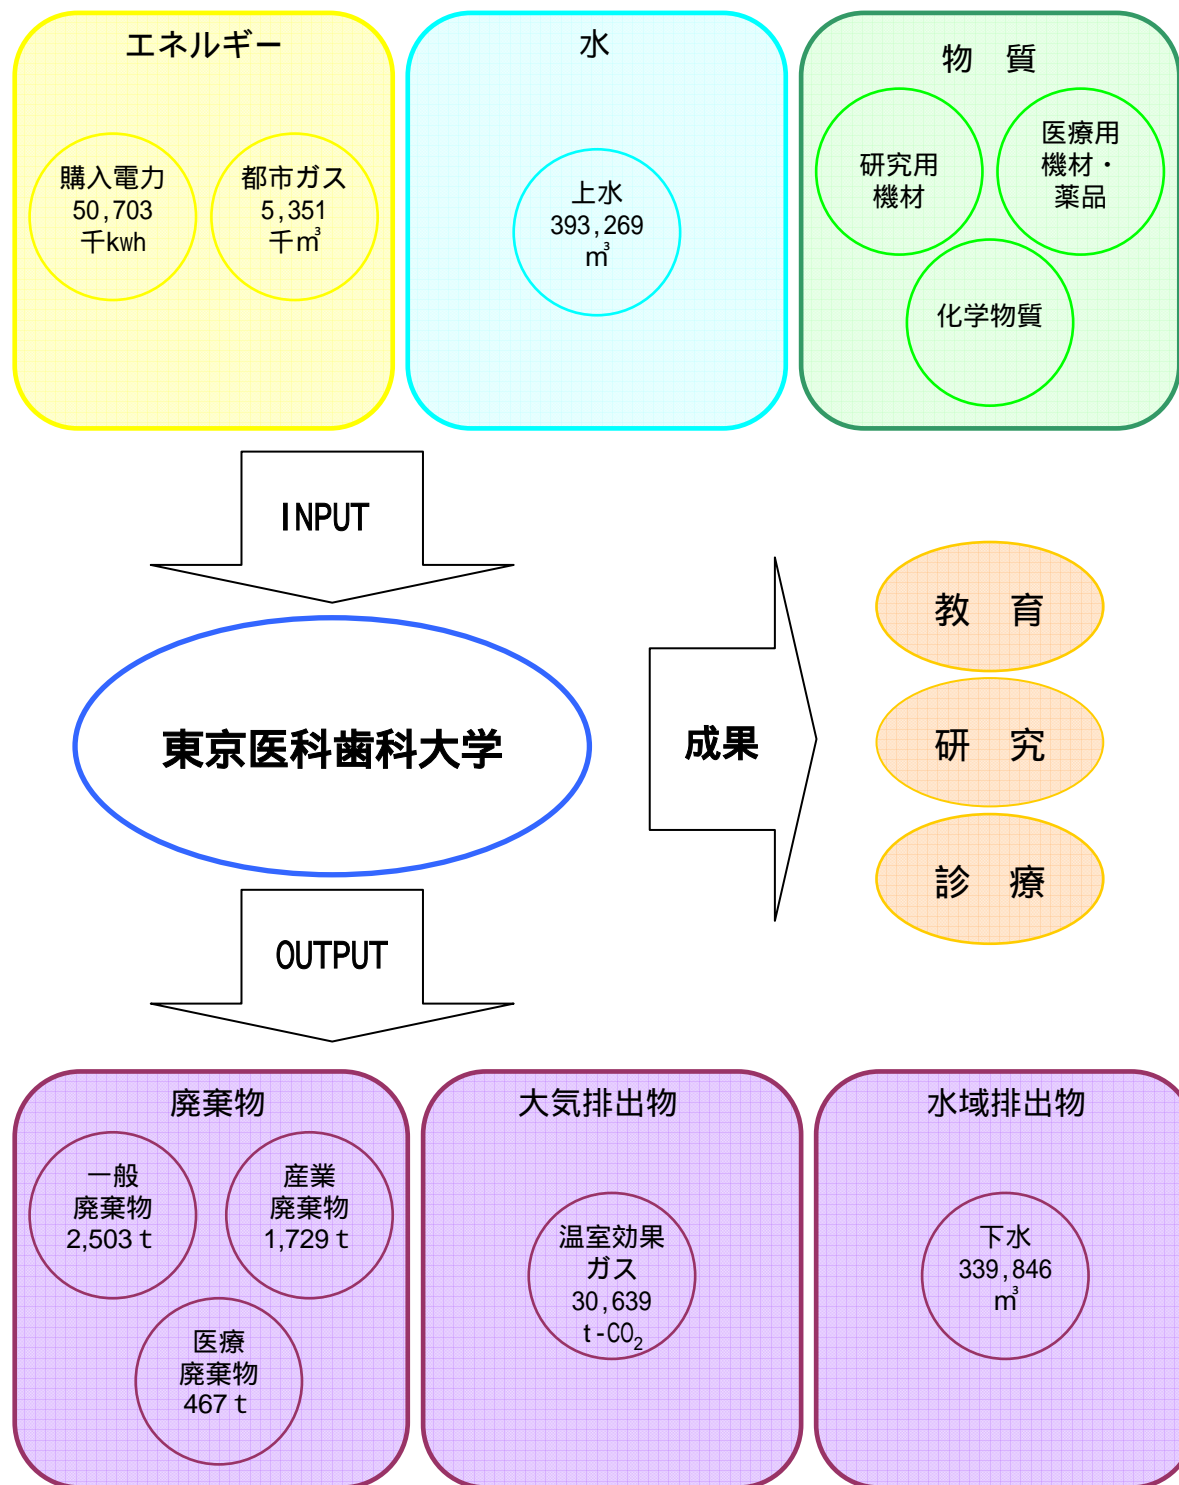 エネルギー
購入電力
50,703
千kwh
都市ガス
5,351
千㎥
水
上水
393,269
㎥
物　質
研究用
機材
医療用
機材・
薬品
化学物質
INPUT
東京医科歯科大学
成果
教　育
研　究
診　療
OUTPUT
廃棄物
一般
廃棄物
2,503 t
産業
廃棄物
1,729 t
医療
廃棄物
467 t
大気排出物
温室効果
ガス
30,639
t-CO₂
水域排出物
下水
339,846
㎥